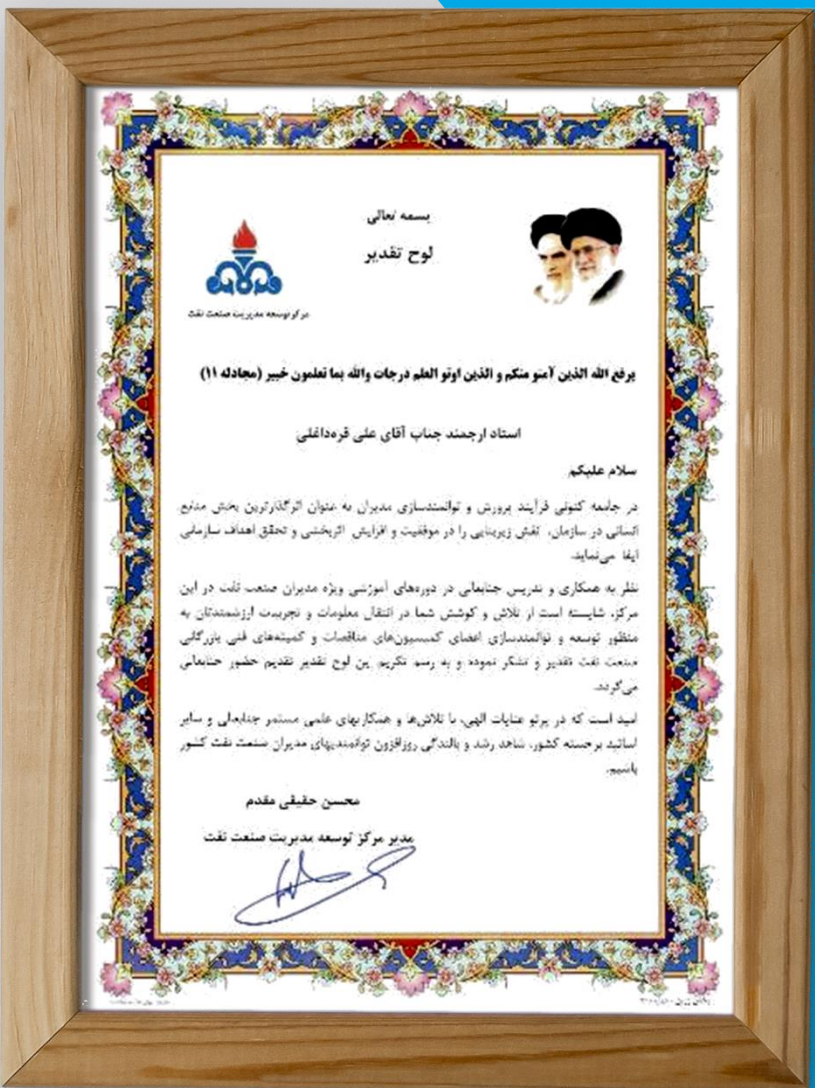 بسمه تعالی
لوح تقدیر
مرکز توسعه مدیریت صنعت نفت
یرفع الله الذین آمنو منکم و الذین اوتو العلم درجات والله بما تعلمون خبیر (مجادله ۱۱)
استاد ارجمند جناب آقای علی قره‌داغلی
سلام علیکم
در جامعه کنونی فرآیند پرورش و توانمندسازی مدیران به عنوان اثرگذارترین بخش منابع
انسانی در سازمان، نقش زیربنایی را در موفقیت و افزایش اثربخشی و تحقق اهداف سازمانی
ایفا می‌نماید.
نظر به همکاری و تدریس جنابعالی در دوره‌های آموزشی ویژه مدیران صنعت نفت در این
مرکز، شایسته است از تلاش و کوشش شما در انتقال معلومات و تجربیات ارزشمندتان به
منظور توسعه و توانمندسازی اعضای کمیسیون‌های مناقصات و کمیته‌های فنی بازرگانی
صنعت نفت تقدیر و تشکر نموده و به رسم تکریم این لوح تقدیر تقدیم حضور جنابعالی
می‌گردد.
امید است که در پرتو عنایات الهی، با تلاش‌ها و همکاریهای علمی مستمر جنابعالی و سایر
اساتید برجسته کشور، شاهد رشد و بالندگی روزافزون توانمندیهای مدیران صنعت نفت کشور
باشیم.
محسن حقیقی مقدم
مدیر مرکز توسعه مدیریت صنعت نفت